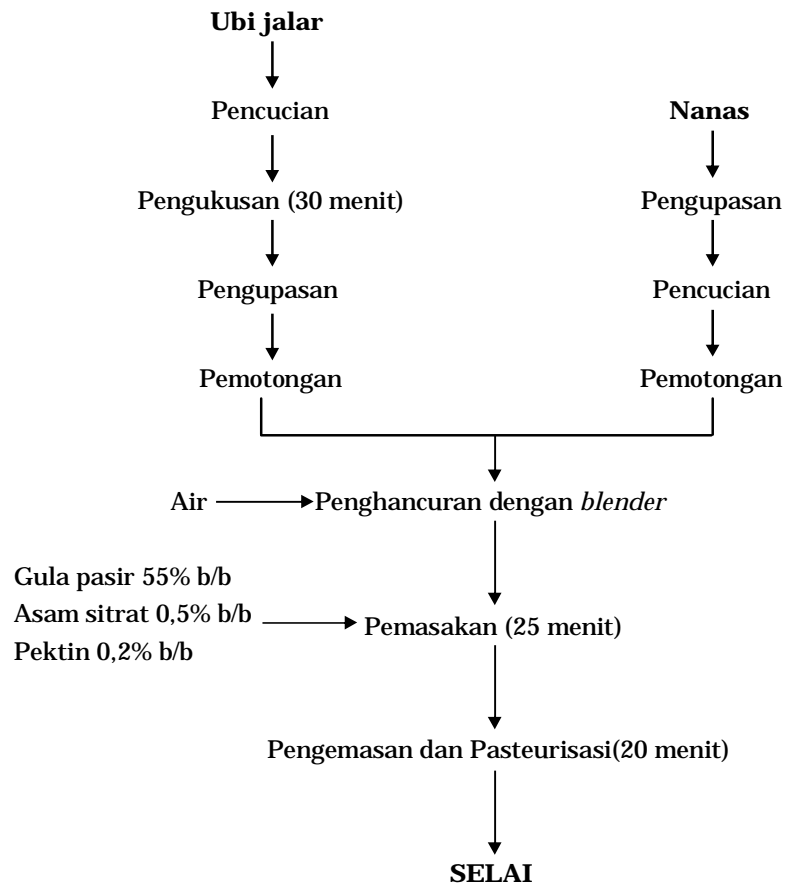 Ubi jalar
Pencucian
Pengukusan (30 menit)
Pengupasan
Pemotongan
Nanas
Pengupasan
Pencucian
Pemotongan
Air
Penghancuran dengan blender
Gula pasir 55% b/b
Asam sitrat 0,5% b/b
Pektin 0,2% b/b
Pemasakan (25 menit)
Pengemasan dan Pasteurisasi(20 menit)
SELAI